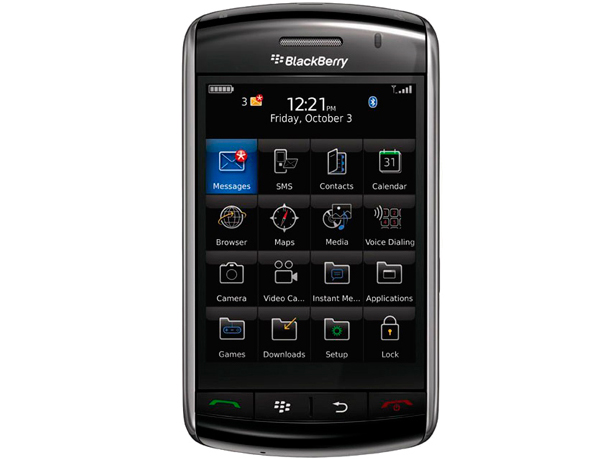 BlackBerry
3
12:21PM
Friday, October 3
31
Messages SMS Contacts Calendar
Browser Maps Media Voice Dialing
Camera Video Ca... Instant Me... Applications
Games Downloads Setup Lock